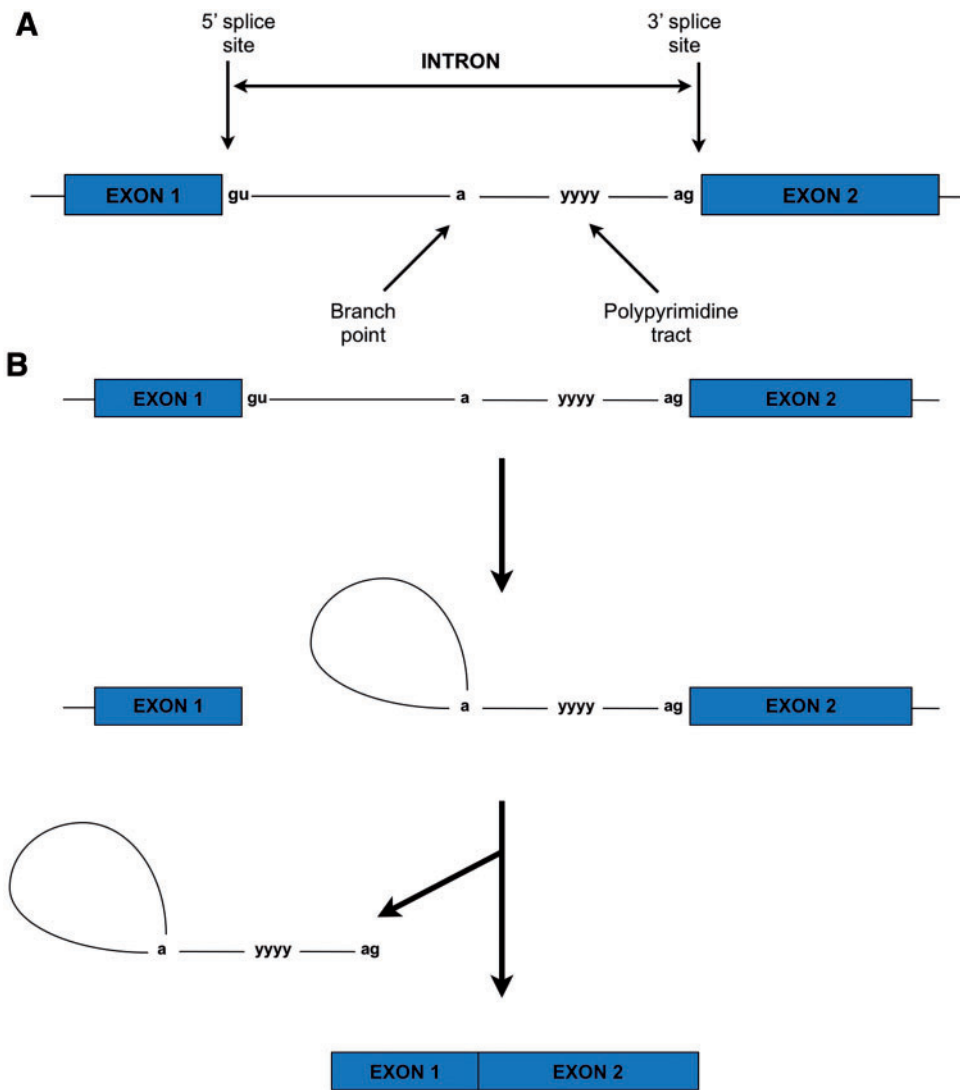 A
5' splice
site
3' splice
site
INTRON
EXON 1
gu
a
yyyy
ag
EXON 2
Branch
point
Polypyrimidine
tract
B
EXON 1
gu
a
yyyy
ag
EXON 2
EXON 1
a
yyyy
ag
EXON 2
a
yyyy
ag
EXON 1
EXON 2